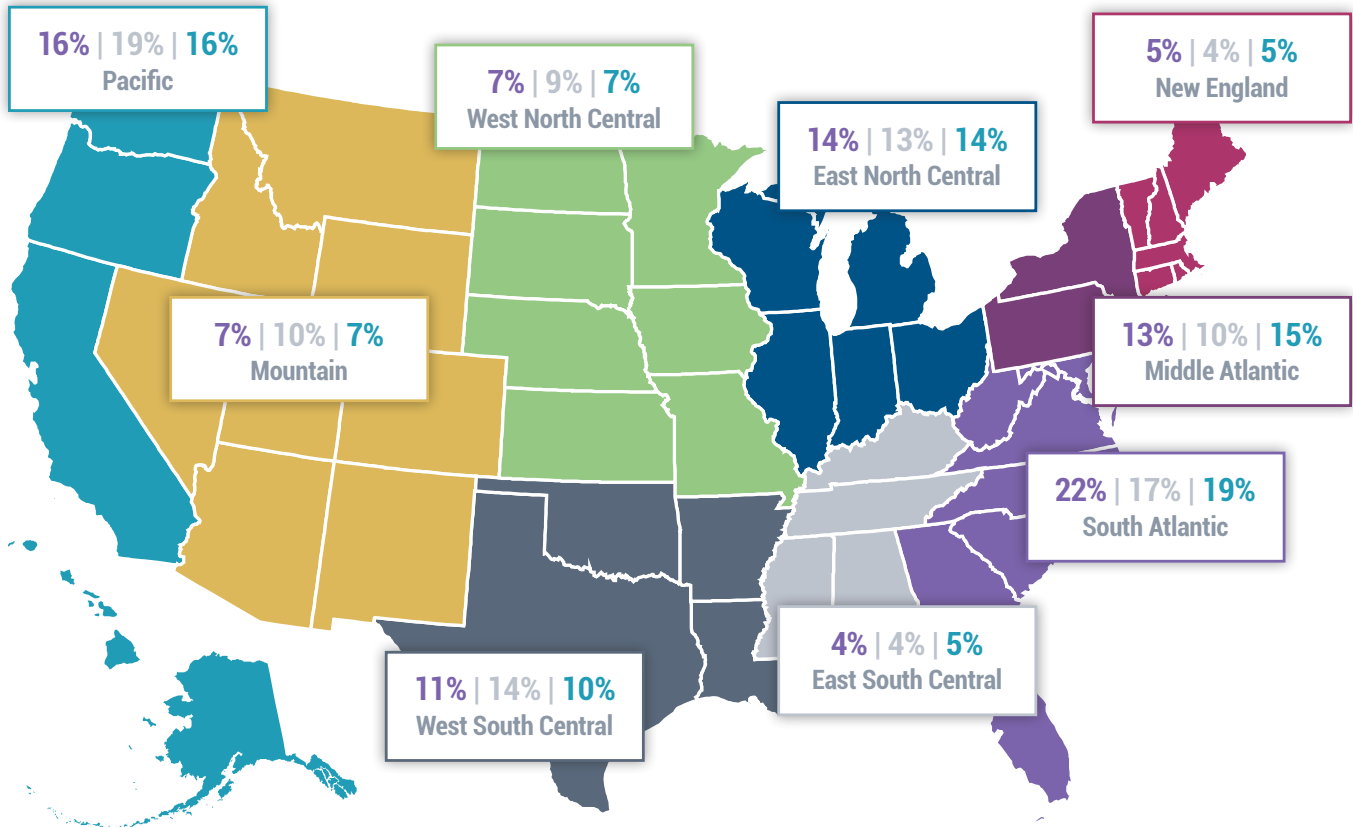 16% | 19% | 16%
Pacific
7% | 9% | 7%
West North Central
14% | 13% | 14%
East North Central
5% | 4% | 5%
New England
7% | 10% | 7%
Mountain
13% | 10% | 15%
Middle Atlantic
22% | 17% | 19%
South Atlantic
11% | 14% | 10%
West South Central
4% | 4% | 5%
East South Central